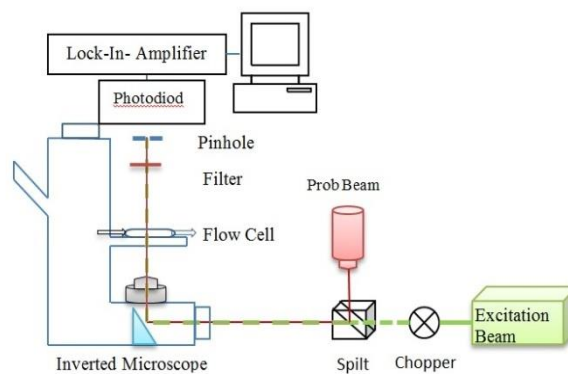 Lock-In- Amplifier
Photodiod
Pinhole
Filter
Prob Beam
Flow Cell
Excitation
Beam
Inverted Microscope
Spilt
Chopper